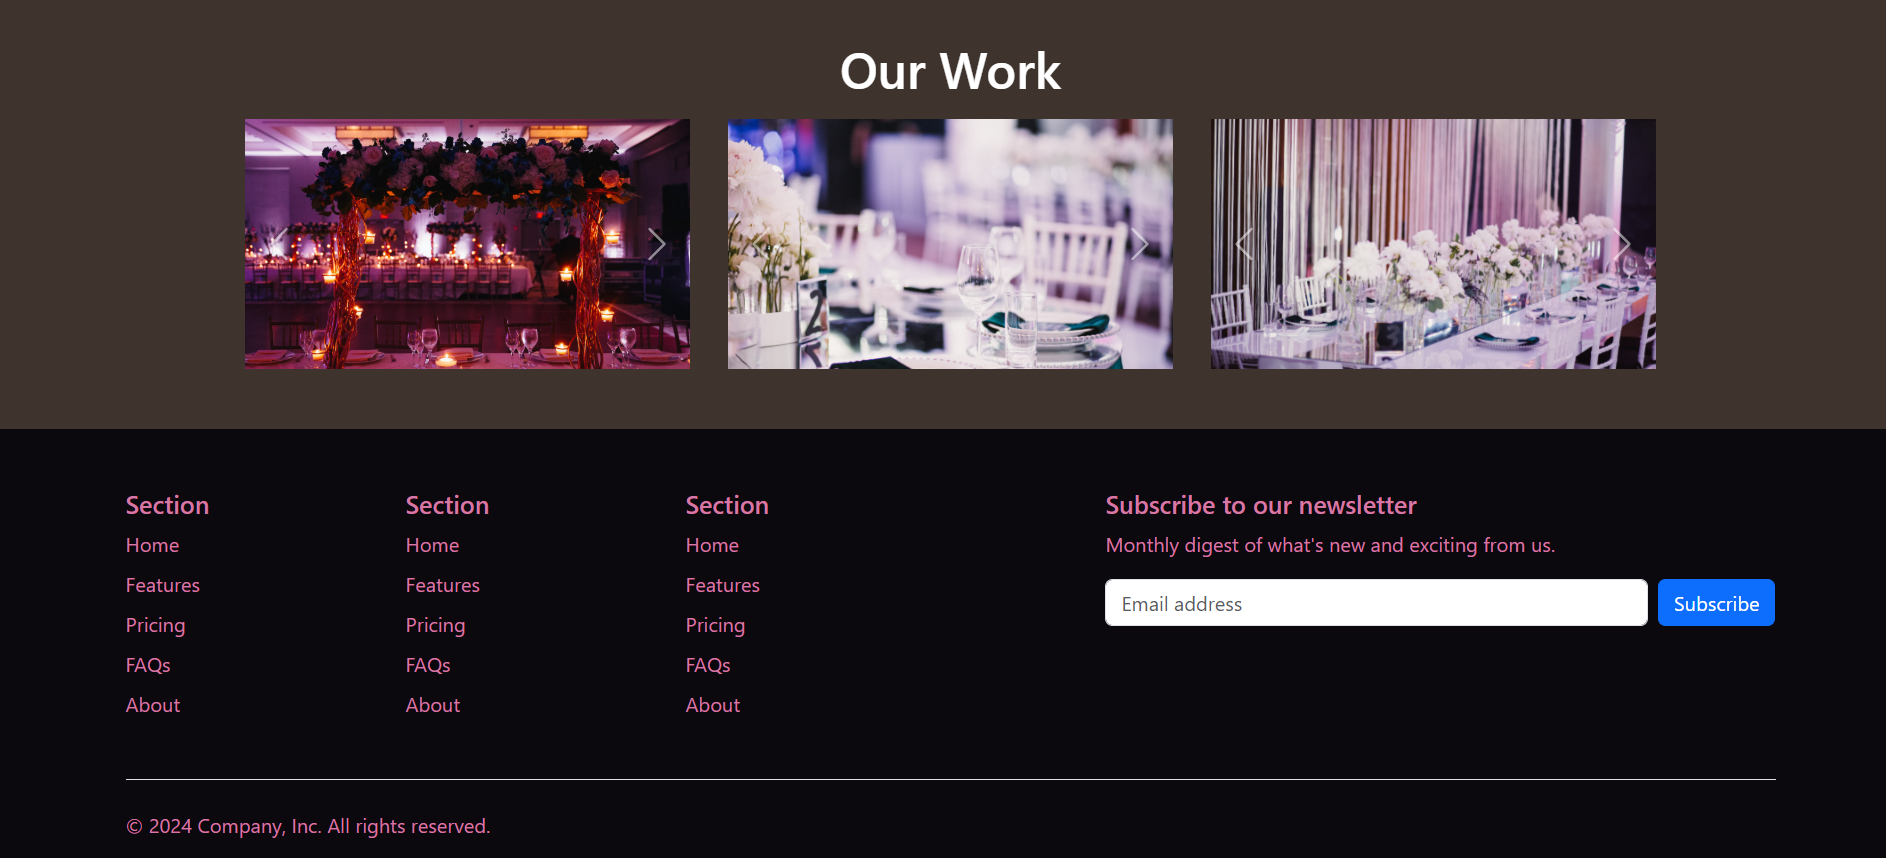 Our Work
2
3
Section
Home
Features
Pricing
FAQs
About
Section
Home
Features
Pricing
FAQs
About
Section
Home
Features
Pricing
FAQs
About
Subscribe to our newsletter
Monthly digest of what's new and exciting from us.
Email address
Subscribe
© 2024 Company, Inc. All rights reserved.